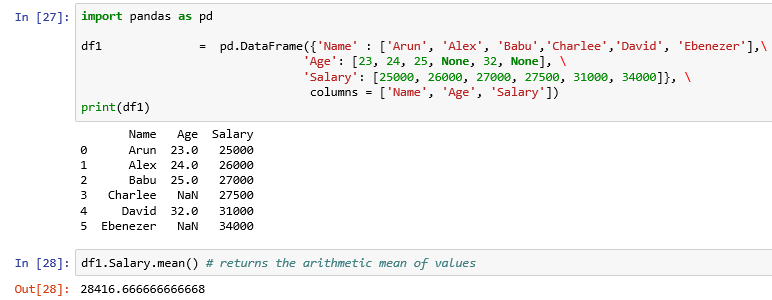 In [27]: import pandas as pd
df1 = pd.DataFrame({'Name' : ['Arun', 'Alex', 'Babu','Charlee','David', 'Ebenezer'],\
'Age': [23, 24, 25, None, 32, None], \
'Salary': [25000, 26000, 27000, 27500, 31000, 34000]}, \
columns = ['Name', 'Age', 'Salary'])
print(df1)
Name Age Salary
0 Arun 23.0 25000
1 Alex 24.0 26000
2 Babu 25.0 27000
3 Charlee NaN 27500
4 David 32.0 31000
5 Ebenezer NaN 34000
In [28]: df1.Salary.mean() # returns the arithmetic mean of values
Out[28]: 28416.666666666668